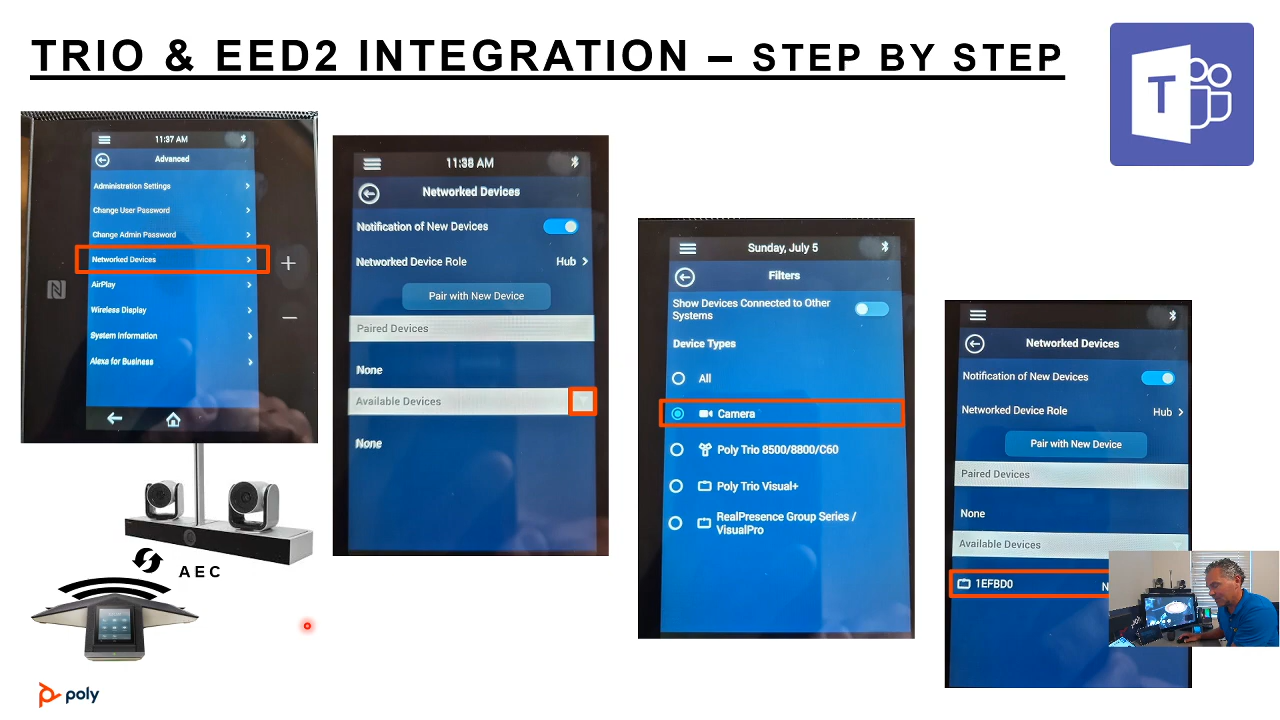 TRIO & EED2 INTEGRATION – STEP BY STEP
T
11:37 AM
Advanced
Administration Settings
Change User Password
Change Admin Password
Networked Devices
AirPlay
Wireless Display
System Information
Alexa for Business
+
–
N
11:38 AM
Networked Devices
Notification of New Devices
Networked Device Role
Hub
Pair with New Device
Paired Devices
None
Available Devices
None
Sunday, July 5
Filters
Show Devices Connected to Other
Systems
Device Types
All
Camera
Poly Trio 8500/8800/C60
Poly Trio Visual+
RealPresence Group Series /
VisualPro
Networked Devices
Notification of New Devices
Networked Device Role
Hub
Pair with New Device
Paired Devices
None
Available Devices
1EFBD0
AEC
poly